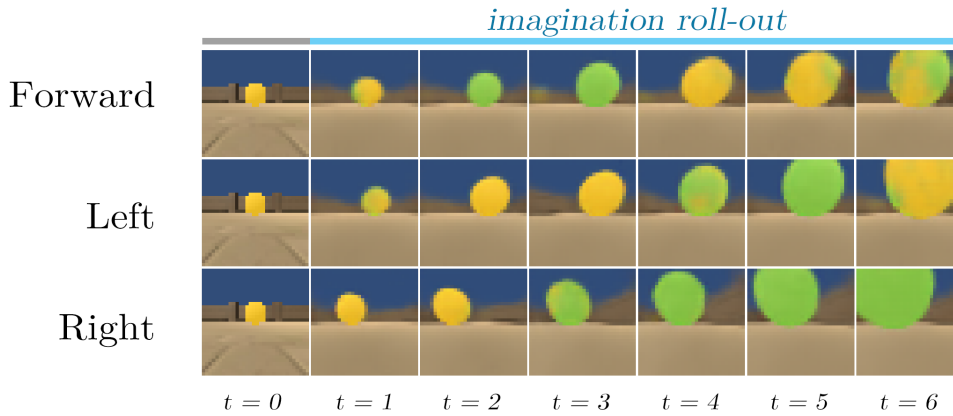 imagination roll-out
Forward
Left
Right
t = 0 t = 1 t = 2 t = 3 t = 4 t = 5 t = 6